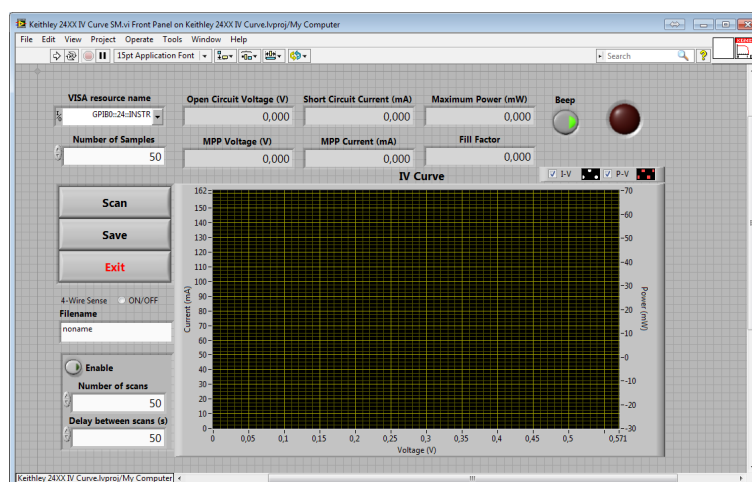 Keithley 24XX IV Curve SM.vi Front Panel on Keithley 24XX IV Curve.lvproj/My Computer
File Edit View Project Operate Tools Window Help
15pt Application Font
Search
VISA resource name
GPIB0::24::INSTR
Number of Samples
50
Open Circuit Voltage (V)
0,000
Short Circuit Current (mA)
0,000
Maximum Power (mW)
0,000
Beep
MPP Voltage (V)
0,000
MPP Current (mA)
0,000
Fill Factor
0,000
IV Curve
I-V
P-V
Scan
Save
Exit
4-Wire Sense ON/OFF
Filename
noname
Enable
Number of scans
50
Delay between scans (s)
50
Current (mA)
162
150
140
130
120
110
100
90
80
70
60
50
40
30
20
10
0
70
60
50
40
30
20
10
0
-10
-20
-30
Power (mW)
0 0,05 0,1 0,15 0,2 0,25 0,3 0,35 0,4 0,45 0,5 0,571
Voltage (V)
Keithley 24XX IV Curve.lvproj/My Computer